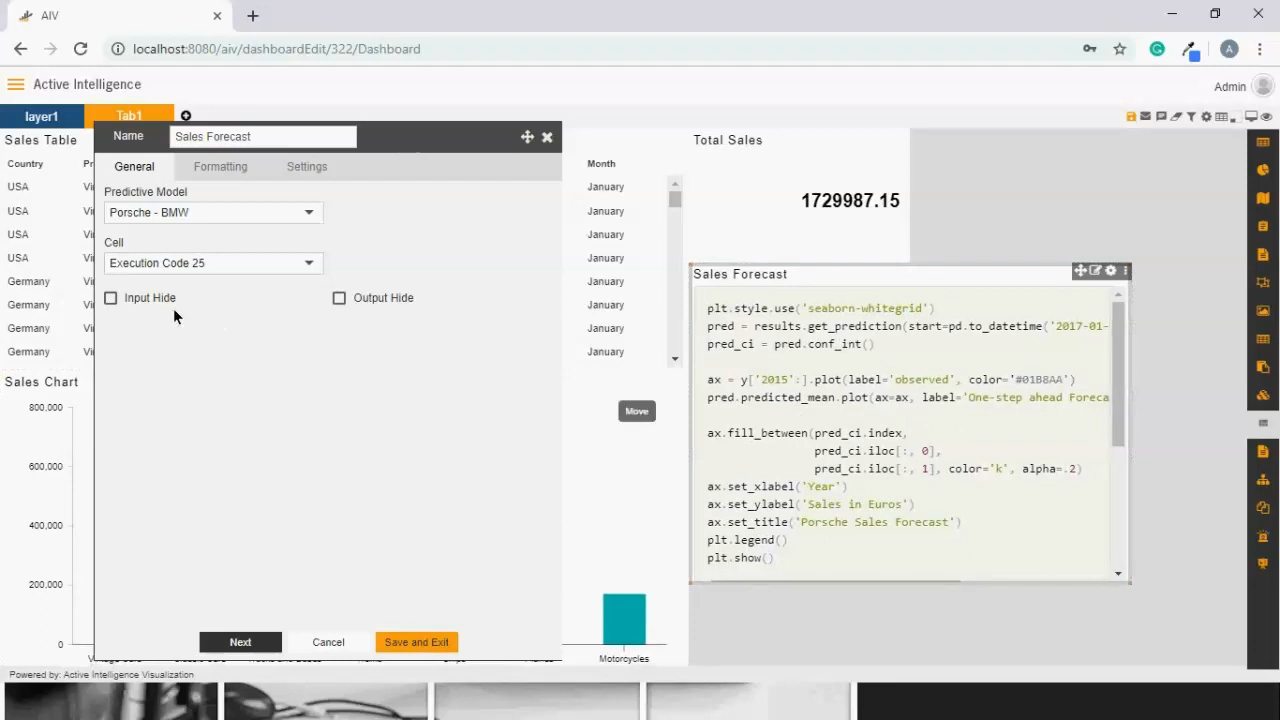 AIV
localhost:8080/aiv/dashboardEdit/322/Dashboard
A
Active Intelligence
Admin
layer1
Tab1
Sales Table
Country
USA
USA
USA
USA
Germany
Germany
Germany
Germany
Name
Sales Forecast
General
Formatting
Settings
Predictive Model
Porsche - BMW
Cell
Execution Code 25
Input Hide
Output Hide
Next
Cancel
Save and Exit
Month
January
January
January
January
January
January
January
January
Total Sales
1729987.15
Move
Sales Forecast
plt.style.use('seaborn-whitegrid')
pred = results.get_prediction(start=pd.to_datetime('2017-01-
pred_ci = pred.conf_int()
ax = y['2015':].plot(label='observed', color='#01B8AA')
pred.predicted_mean.plot(ax=ax, label='One-step ahead Foreca
ax.fill_between(pred_ci.index,
pred_ci.iloc[:, 0],
pred_ci.iloc[:, 1], color='k', alpha=.2)
ax.set_xlabel('Year')
ax.set_ylabel('Sales in Euros')
ax.set_title('Porsche Sales Forecast')
plt.legend()
plt.show()
Sales Chart
800,000
600,000
400,000
200,000
0
Motorcycles
Powered by: Active Intelligence Visualization